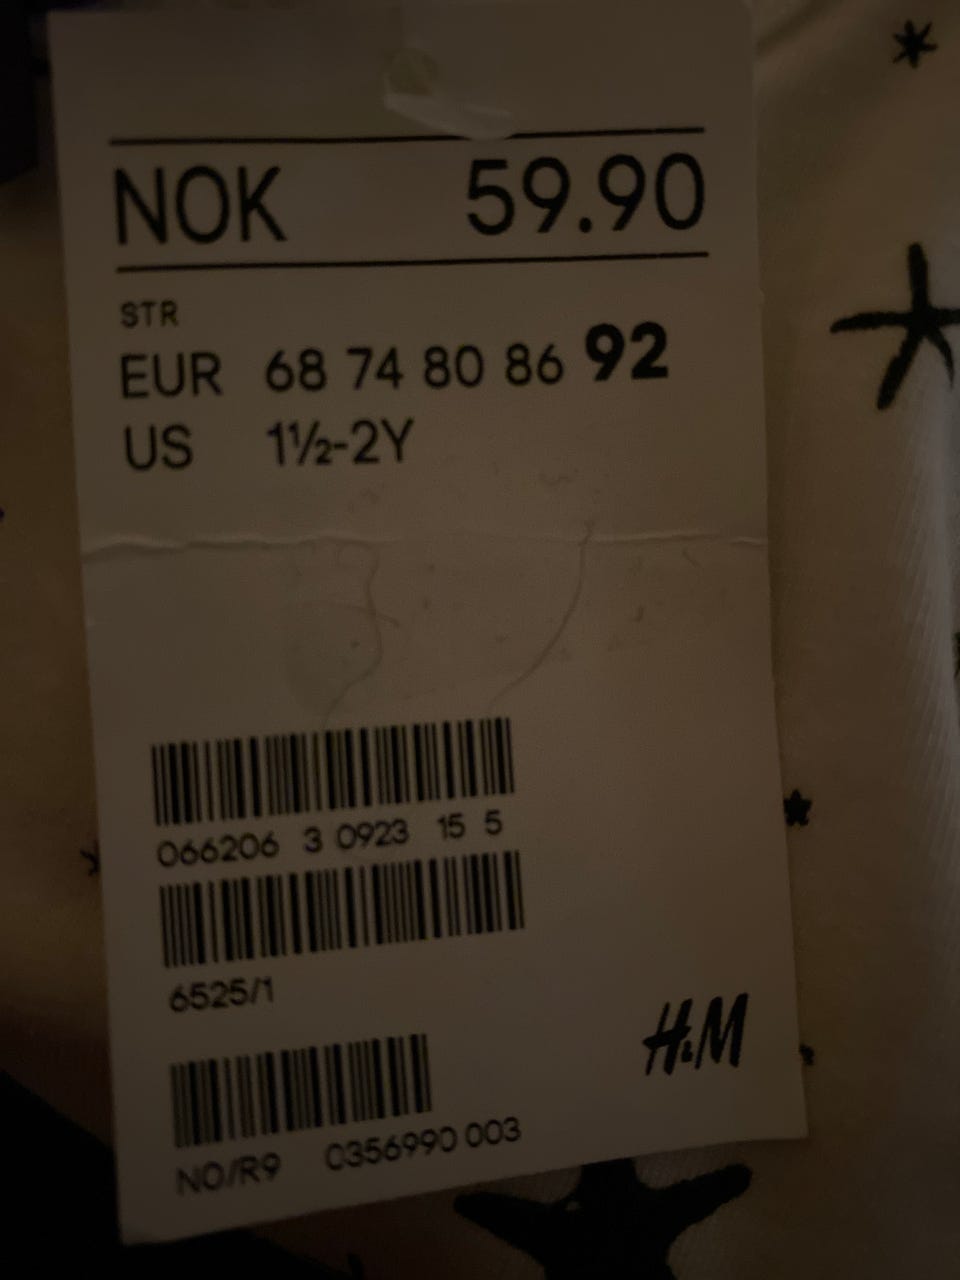 NOK 59.90
STR
EUR 68 74 80 86 92
US 1½-2Y
066206 3 0923 15 5
6525/1
H&M
NO/R9 0356990 003